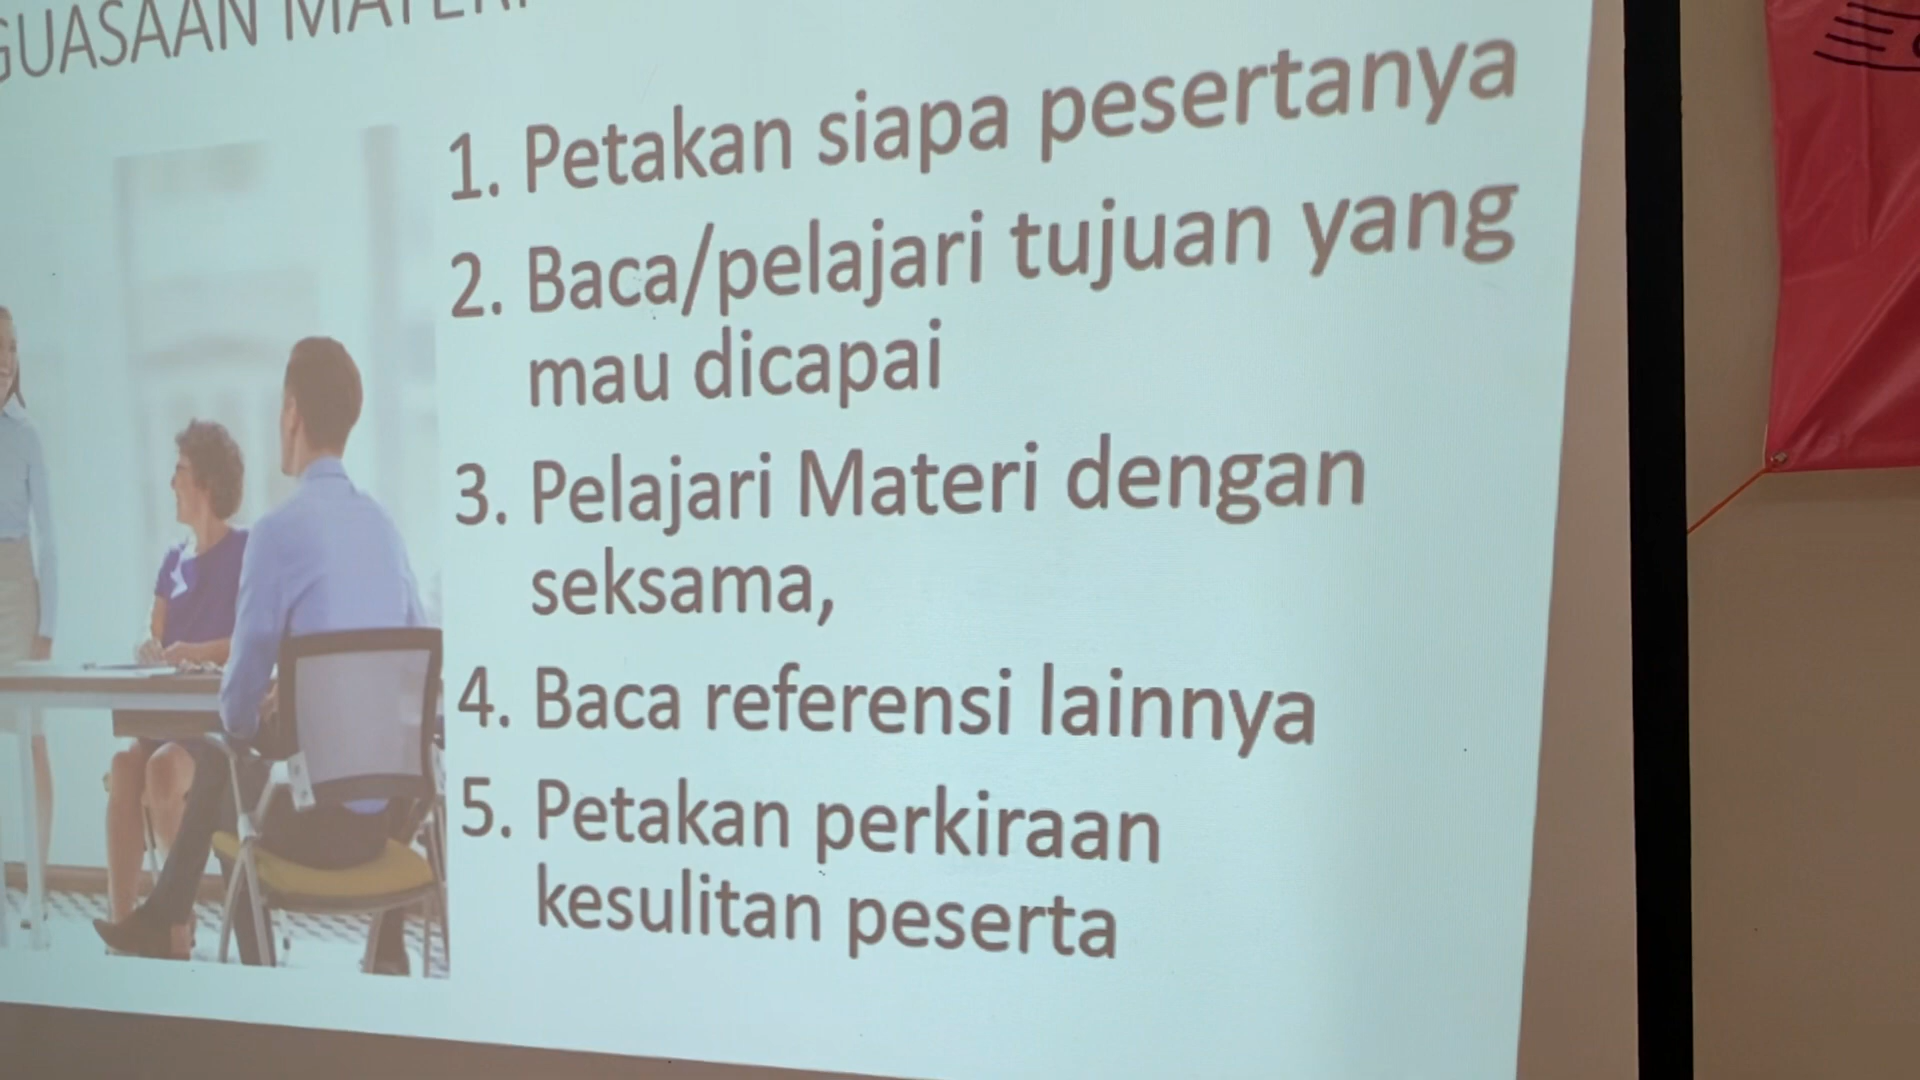 GUASAAN MATERI
1. Petakan siapa pesertanya
2. Baca/pelajari tujuan yang
mau dicapai
3. Pelajari Materi dengan
seksama,
4. Baca referensi lainnya
5. Petakan perkiraan
kesulitan peserta